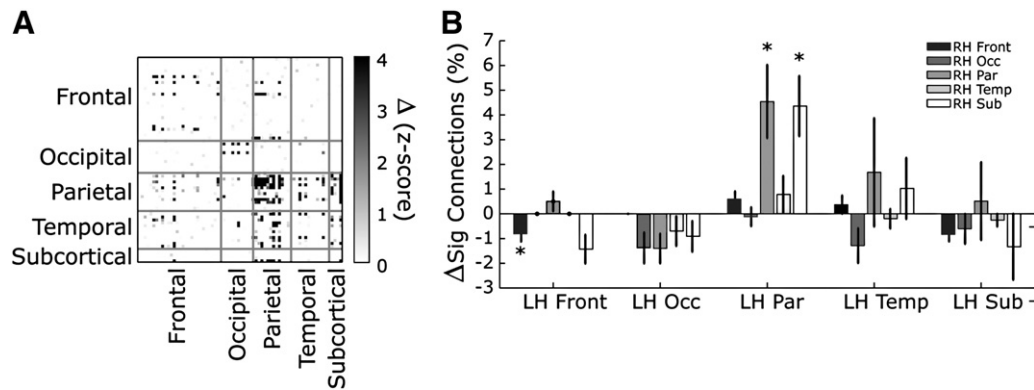 A
Frontal
Occipital
Parietal
Temporal
Subcortical
Frontal
Occipital
Parietal
Temporal
Subcortical
4
3
2
1
0
Δ (z-score)
B
ΔSig Connections (%)
7
6
5
4
3
2
1
0
-1
-2
-3
* * *
RH Front
RH Occ
RH Par
RH Temp
RH Sub
LH Front LH Occ LH Par LH Temp LH Sub